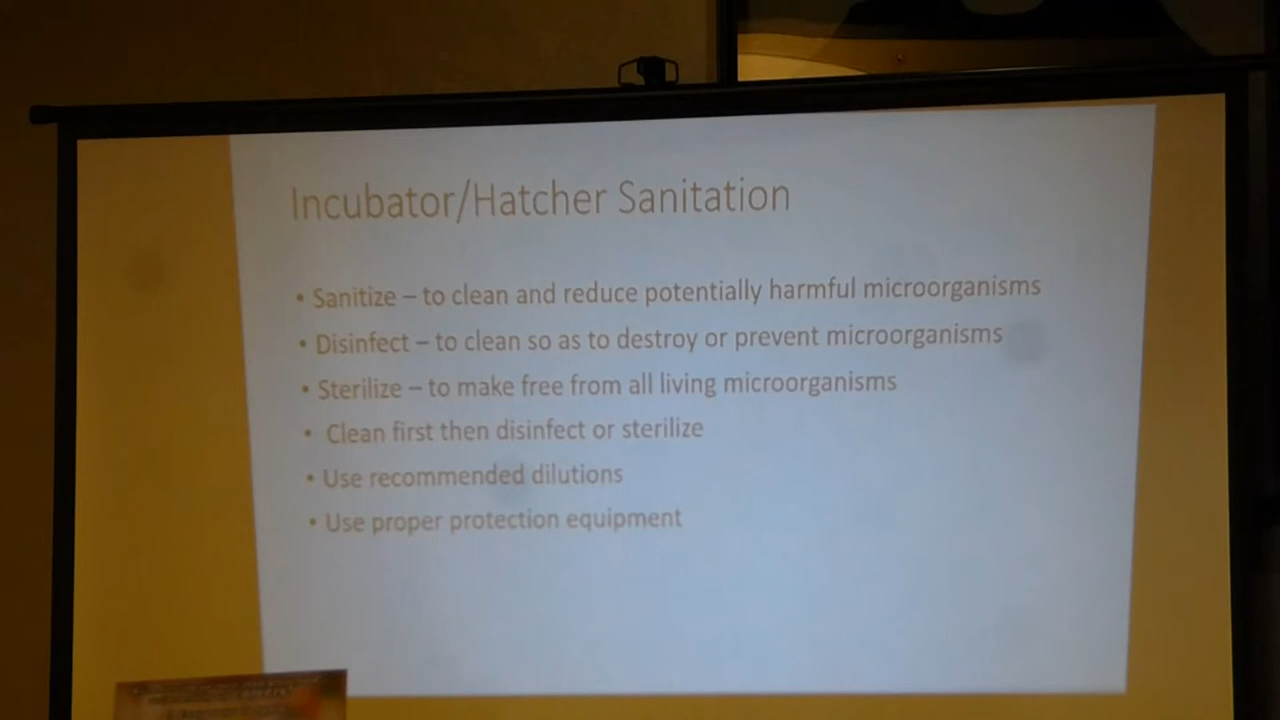 Incubator/Hatcher Sanitation
• Sanitize – to clean and reduce potentially harmful microorganisms
• Disinfect – to clean so as to destroy or prevent microorganisms
• Sterilize – to make free from all living microorganisms
• Clean first then disinfect or sterilize
• Use recommended dilutions
• Use proper protection equipment